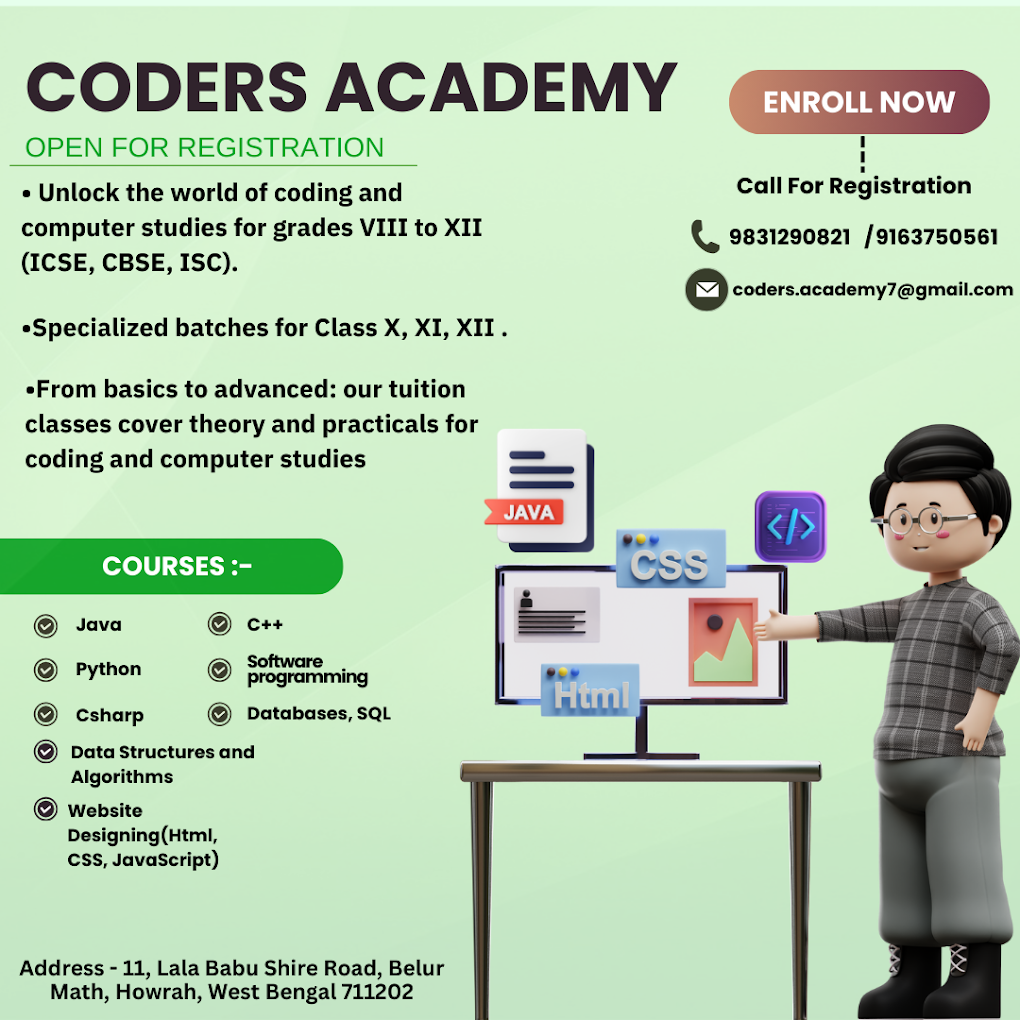 CODERS ACADEMY
OPEN FOR REGISTRATION
• Unlock the world of coding and
computer studies for grades VIII to XII
(ICSE, CBSE, ISC).
•Specialized batches for Class X, XI, XII .
•From basics to advanced: our tuition
classes cover theory and practicals for
coding and computer studies
ENROLL NOW
Call For Registration
9831290821 /9163750561
coders.academy7@gmail.com
COURSES :-
Java
C++
Python
Software
programming
Csharp
Databases, SQL
Data Structures and
Algorithms
Website
Designing(Html,
CSS, JavaScript)
JAVA
</>
CSS
Html
Address - 11, Lala Babu Shire Road, Belur
Math, Howrah, West Bengal 711202